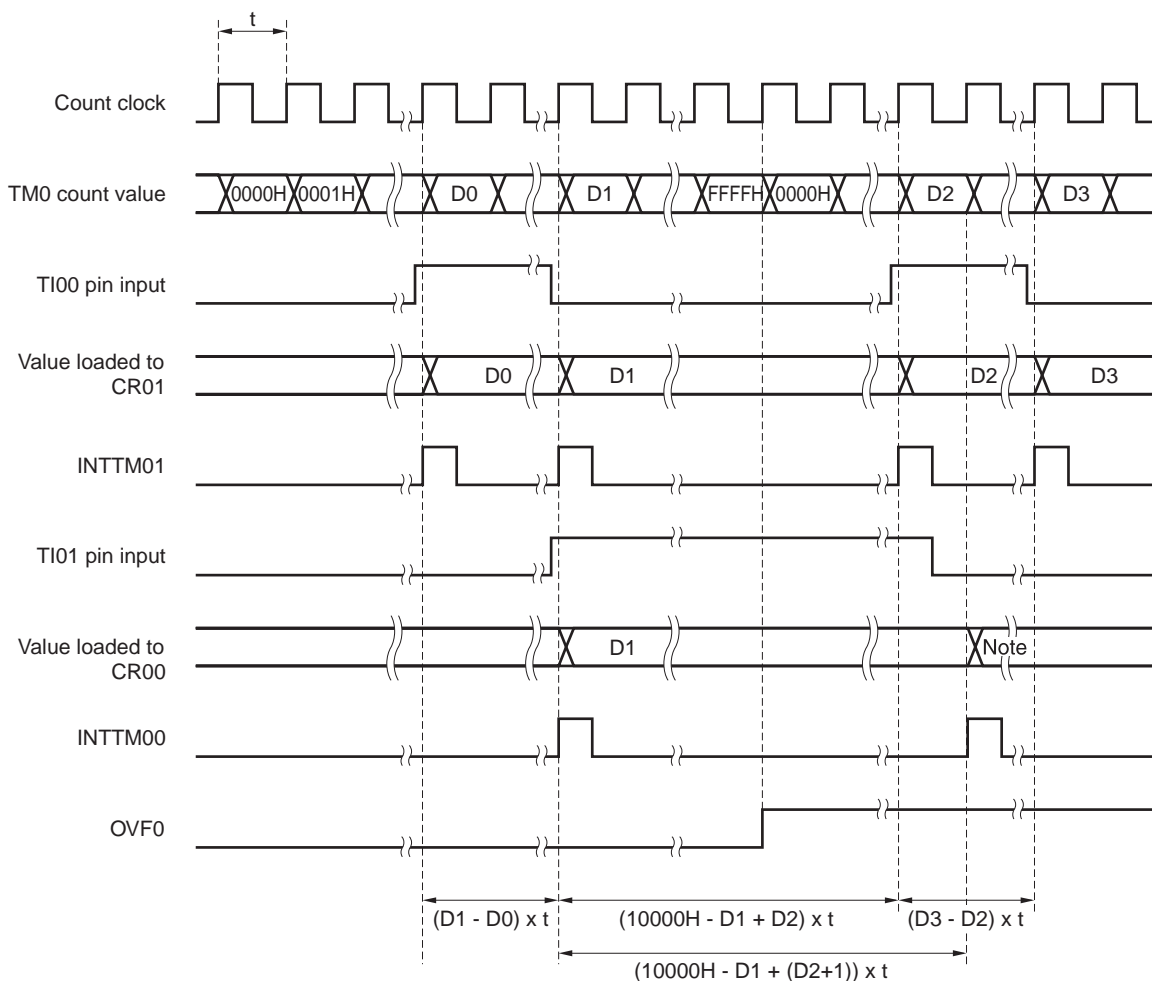 t
Count clock
TM0 count value
0000H 0001H D0 D1 FFFFH 0000H D2 D3
TI00 pin input
Value loaded to
CR01
D0 D1 D2 D3
INTTM01
TI01 pin input
Value loaded to
CR00
D1 Note
INTTM00
OVF0
(D1 - D0) x t (10000H - D1 + D2) x t (D3 - D2) x t
(10000H - D1 + (D2+1)) x t